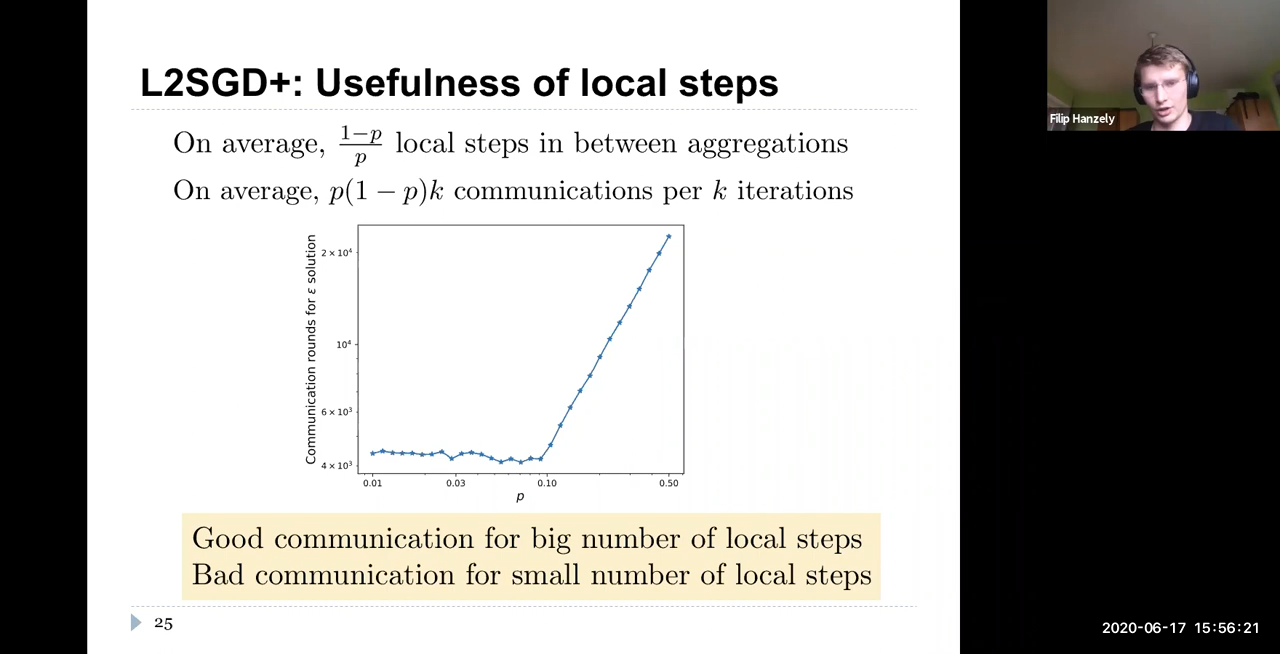 L2SGD+: Usefulness of local steps
On average, \frac{1−p}{p} local steps in between aggregations
On average, p(1 − p)k communications per k iterations
Communication rounds for ε solution
2 × 10⁴
10⁴
6 × 10³
4 × 10³
0.01 0.03 0.10 0.50
p
Good communication for big number of local steps
Bad communication for small number of local steps
25
Filip Hanzely
2020-06-17 15:56:21